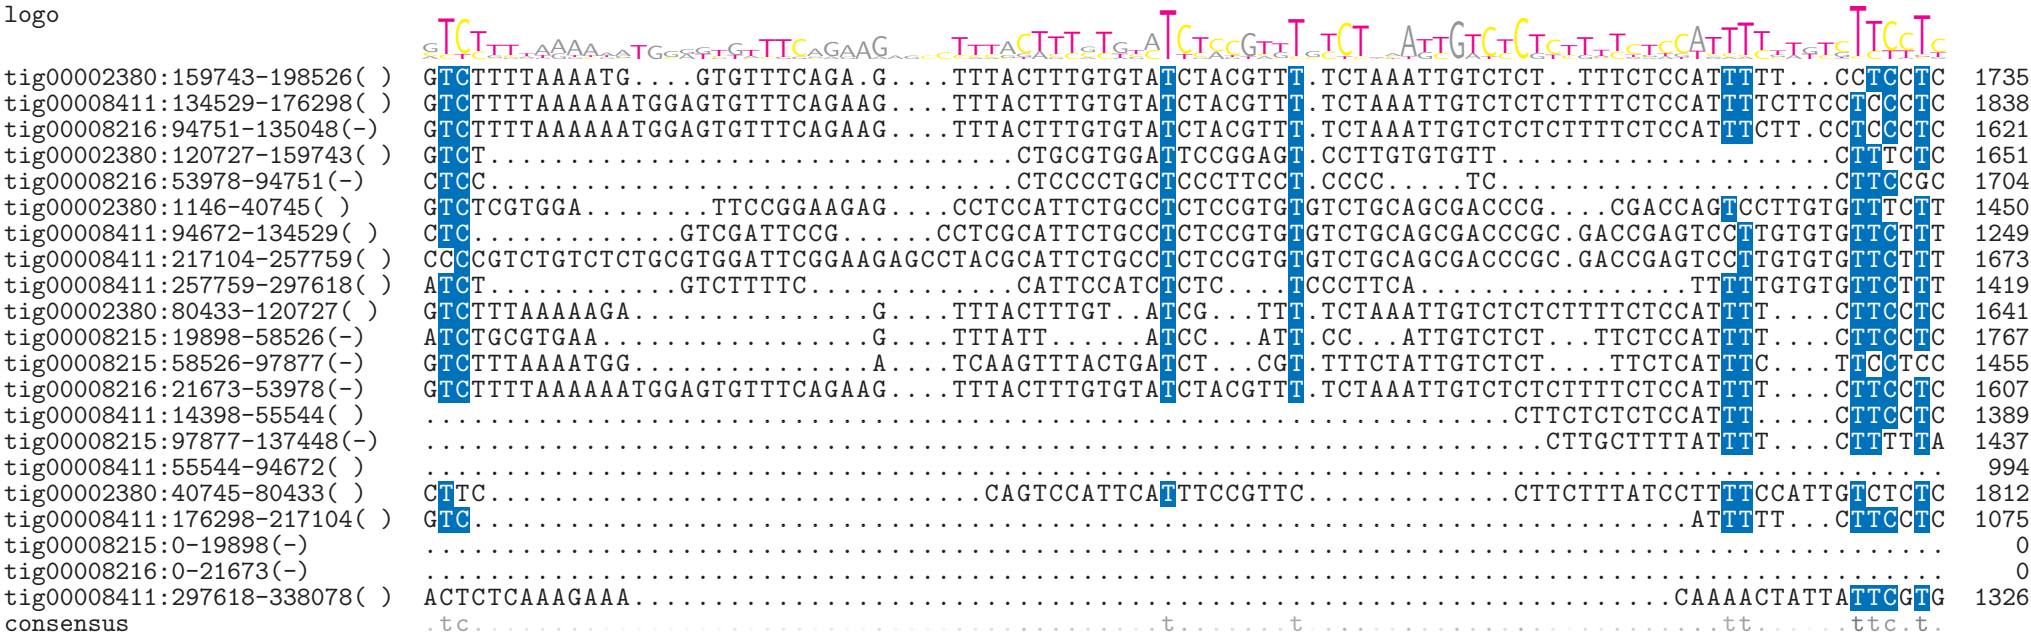 logo
tig00002380:159743-198526( ) GTCTTTTAAAATG....GTGTTTCAGA.G....TTTACTTTGTGTATCTACGTTT.TCTAAATTGTCTCT..TTTCTCCATTTTT...CCTCCTC 1735
tig00008411:134529-176298( ) GTCTTTTAAAAAATGGAGTGTTTCAGAAG....TTTACTTTGTGTATCTACGTTT.TCTAAATTGTCTCTCTTTTCTCCATTTTCTTCCTCCCTC 1838
tig00008216:94751-135048(-) GTCTTTTAAAAAATGGAGTGTTTCAGAAG....TTTACTTTGTGTATCTACGTTT.TCTAAATTGTCTCTCTTTTCTCCATTTCTT.CCTCCCTC 1621
tig00002380:120727-159743( ) GTCT.................................CTGCGTGGATTCCGGAGT.CCTTGTGTGTT.....................CTTTCTC 1651
tig00008216:53978-94751(-) CTCC.................................CTCCCCTGCTCCCTTCCT.CCCC.....TC.....................CTTCCGC 1704
tig00002380:1146-40745( ) GTCTCGTGGA........TTCCGGAAGAG....CCTCCATTCTGCCTCTCCGTGTGTCTGCAGCGACCCG....CGACCAGTCCTTGTGTTTCTT 1450
tig00008411:94672-134529( ) CTC.............GTCGATTCCG......CCTCGCATTCTGCCTCTCCGTGTGTCTGCAGCGACCCGC.GACCGAGTCCTTGTGTGTTCTTT 1249
tig00008411:217104-257759( ) CCCCGTCTGTCTCTGCGTGGATTCGGAAGAGCCTACGCATTCTGCCTCTCCGTGTGTCTGCAGCGACCCGC.GACCGAGTCCTTGTGTGTTCTTT 1673
tig00008411:257759-297618( ) ATCT............GTCTTTTC.............CATTCCATCTCTC....TCCCTTCA.................TTTTTGTGTGTTCTTT 1419
tig00002380:80433-120727( ) GTCTTTAAAAAGA...............G....TTTACTTTGT..ATCG...TTT.TCTAAATTGTCTCTCTTTTCTCCATTTT....CTTCCTC 1641
tig00008215:19898-58526(-) ATCTGCGTGAA.................G....TTTATT......ATCC...ATT.CC...ATTGTCTCT...TTCTCCATTTT....CTTCCTC 1767
tig00008215:58526-97877(-) GTCTTTAAAATGG...............A....TCAAGTTTACTGATCT...CGT.TTTCTATTGTCTCT....TTCTCCATTTC...TTCCTCC 1455
tig00008216:21673-53978(-) GTCTTTTAAAAAATGGAGTGTTTCAGAAG....TTTACTTTGTGTATCTACGTTT.TCTAAATTGTCTCTCTTTTCTCCATTTT....CTTCCTC 1607
tig00008411:14398-55544( ) ....................................................................CTTCTCTCTCCATTT.....CTTCCTC 1389
tig00008215:97877-137448(-) ......................................................................CTTGCTTTTATTTT....CTTTTTA 1437
tig00008411:55544-94672( ) ............................................................................................... 994
tig00002380:40745-80433( ) CTTC...............................CAGTCCATTCATTTCCGTTC.............CTTCTTTATCCTTTTCCATTGTCTCTC 1812
tig00008411:176298-217104( ) GTC............................................................................ATTTTT...CTTCCTC 1075
tig00008215:0-19898(-) ............................................................................................... 0
tig00008216:0-21673(-) ............................................................................................... 0
tig00008411:297618-338078( ) ACTCTCAAAGAAA.................................................................CAAAACTATTATTCGTG 1326
consensus .tc...........................................t.......t..........................tt......ttc.t.